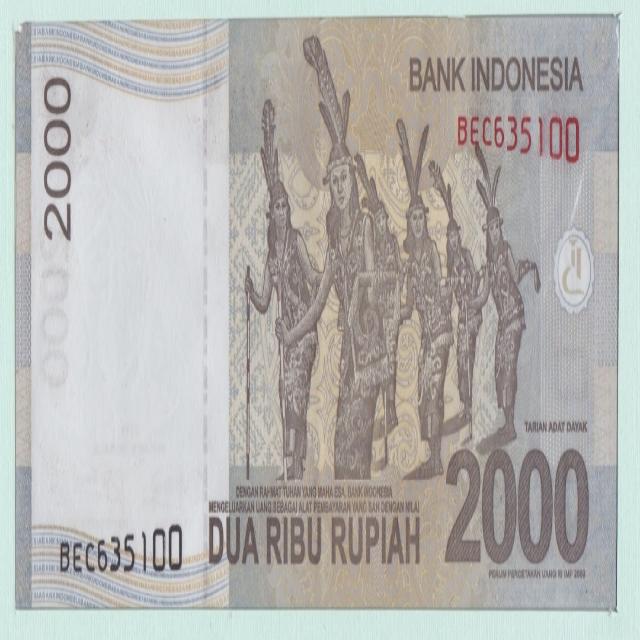 BANK INDONESIA
BEC635100
2000
000
TARIAN ADAT DAYAK
2000
DENGAN RAHMAT TUHAN YANG MAHA ESA, BANK INDONESIA
MENGELUARKAN UANG SEBAGAI ALAT PEMBAYARAN YANG SAH DENGAN NILAI
DUA RIBU RUPIAH
BEC635100